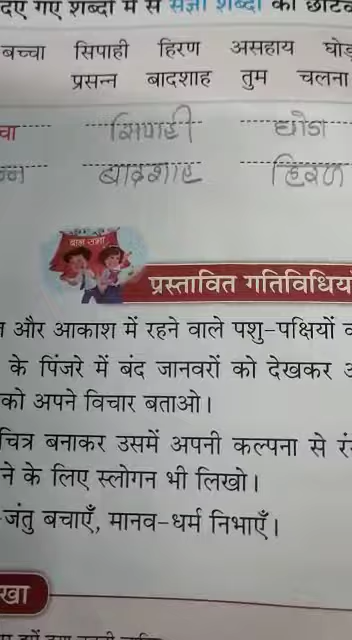 गए शब्दों में से संज्ञा शब्दों को
बच्चा सिपाही हिरण असहाय
प्रसन्न बादशाह तुम चलना
सिपाही घोडा
बादशाह हिरण
बाल सभा
प्रस्तावित
और आकाश में रहने वाले पशु-पक्षियों
के पिंजरे में बंद जानवरों को देखकर
को अपने विचार बताओ।
चित्र बनाकर उसमें अपनी कल्पना से
के लिए स्लोगन भी लिखो।
-जंतु बचाएँ, मानव-धर्म निभाएँ।